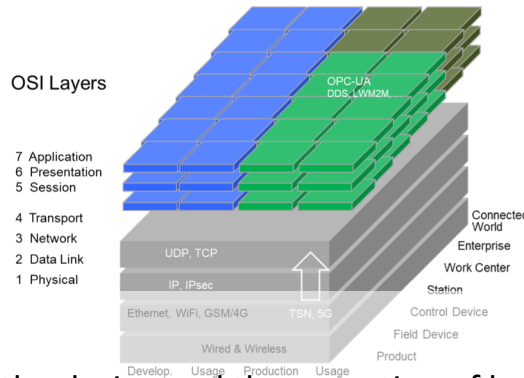 OSI Layers
OPC-UA
DDS, LWM2M, ...
7 Application
6 Presentation
5 Session
4 Transport
3 Network
2 Data Link
1 Physical
UDP, TCP
IP, IPsec
Ethernet, WiFi, GSM/4G
TSN, 5G
Wired & Wireless
Connected
World
Enterprise
Work Center
Station
Control Device
Field Device
Product
Develop. Usage Production Usage